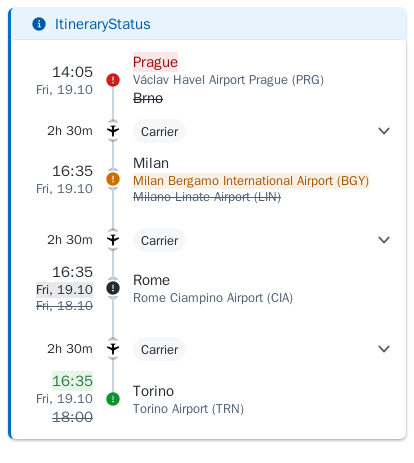 ItineraryStatus
14:05
Fri, 19.10
Prague
Václav Havel Airport Prague (PRG)
Brno
2h 30m
Carrier
16:35
Fri, 19.10
Milan
Milan Bergamo International Airport (BGY)
Milano Linate Airport (LIN)
2h 30m
Carrier
16:35
Fri, 19.10
Fri, 18.10
Rome
Rome Ciampino Airport (CIA)
2h 30m
Carrier
16:35
Fri, 19.10
18:00
Torino
Torino Airport (TRN)